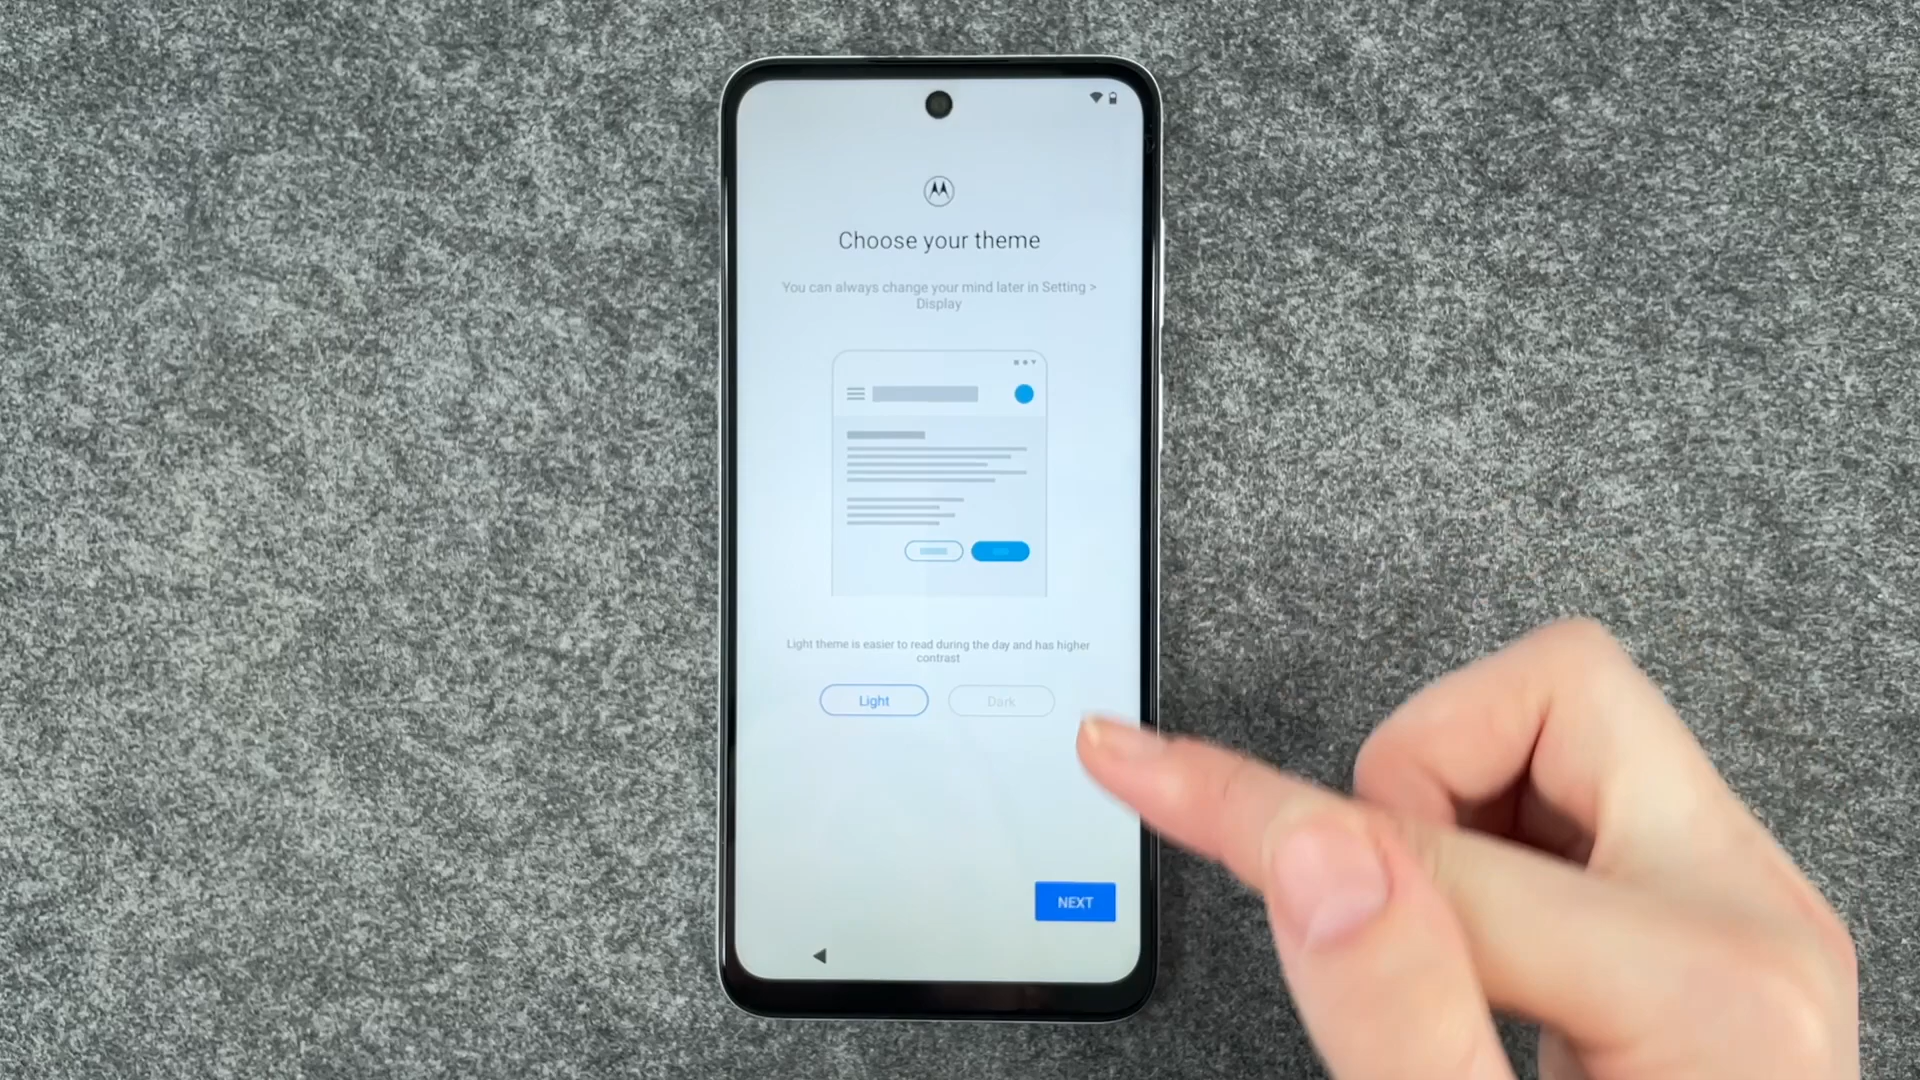 Choose your theme
You can always change your mind later in Setting >
Display
Light theme is easier to read during the day and has higher
contrast
Light
Dark
NEXT